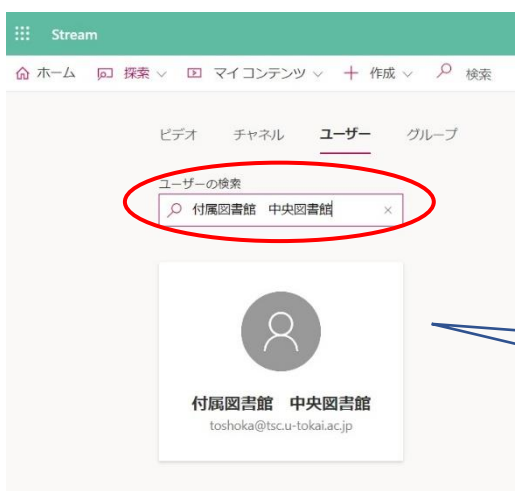 Stream
ホーム 探索 マイ コンテンツ 作成 検索
ビデオ チャネル ユーザー グループ
ユーザーの検索
付属図書館　中央図書館
付属図書館　中央図書館
toshoka@tsc.u-tokai.ac.jp